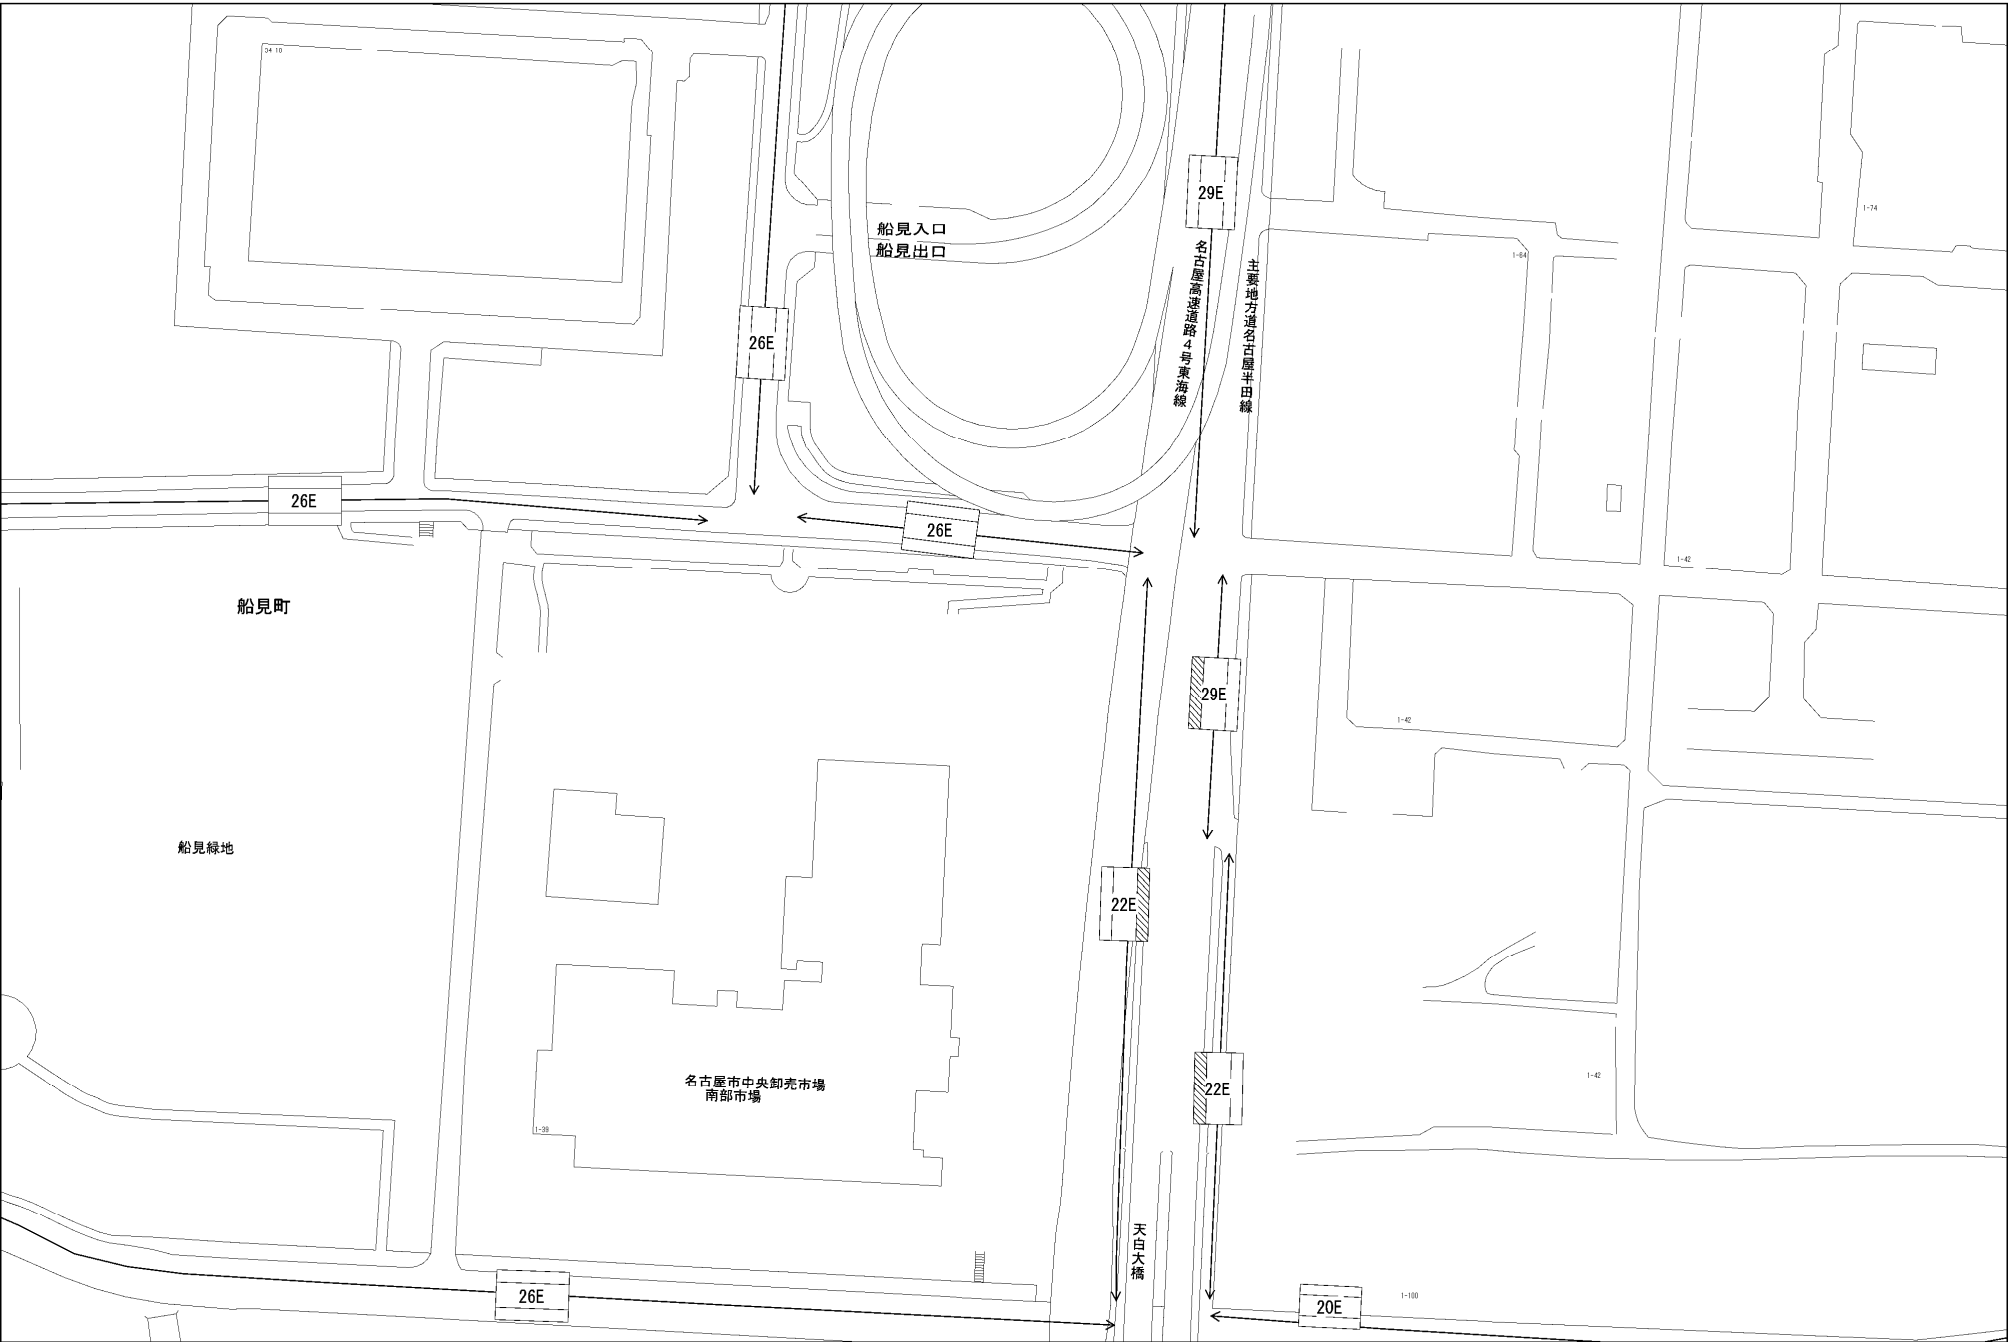 04 10
29E
1-74
船見入口
船見出口
名古屋高速道路4号東海線
主要地方道名古屋半田線
1-64
26E
26E
26E
1-42
船見町
29E
1-42
船見緑地
22E
名古屋市中央卸売市場
南部市場
22E
1-42
1-39
天白大橋
26E
20E
1-100